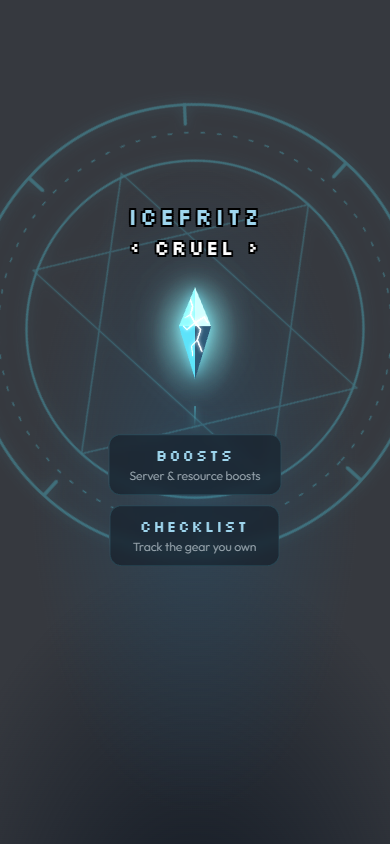 ICEFRITZ
‹ CRUEL ›
BOOSTS
Server & resource boosts
CHECKLIST
Track the gear you own